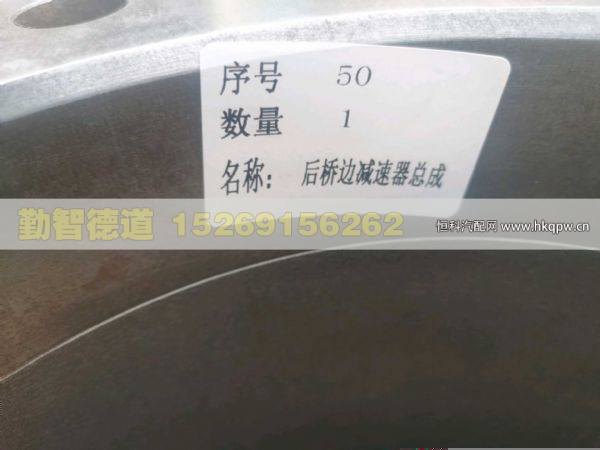 序号 50
数量 1
名称: 后桥边减速器总成
勤智德道 15269156262
恒科汽配网 www.hkqpw.cn